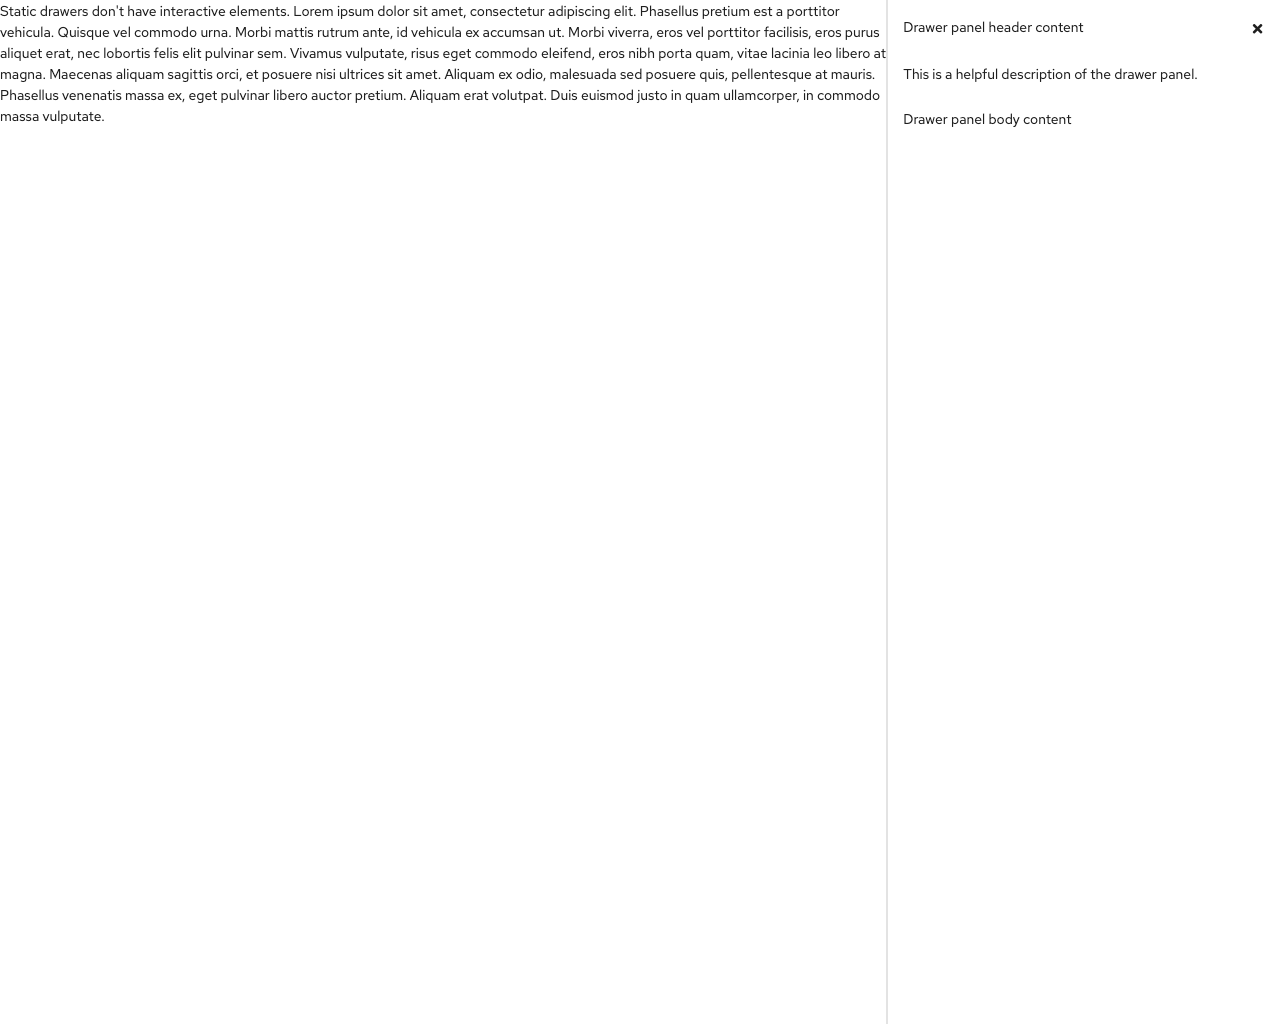 Static drawers don't have interactive elements. Lorem ipsum dolor sit amet, consectetur adipiscing elit. Phasellus pretium est a porttitor
vehicula. Quisque vel commodo urna. Morbi mattis rutrum ante, id vehicula ex accumsan ut. Morbi viverra, eros vel porttitor facilisis, eros purus
aliquet erat, nec lobortis felis elit pulvinar sem. Vivamus vulputate, risus eget commodo eleifend, eros nibh porta quam, vitae lacinia leo libero at
magna. Maecenas aliquam sagittis orci, et posuere nisi ultrices sit amet. Aliquam ex odio, malesuada sed posuere quis, pellentesque at mauris.
Phasellus venenatis massa ex, eget pulvinar libero auctor pretium. Aliquam erat volutpat. Duis euismod justo in quam ullamcorper, in commodo
massa vulputate.
Drawer panel header content
This is a helpful description of the drawer panel.
Drawer panel body content